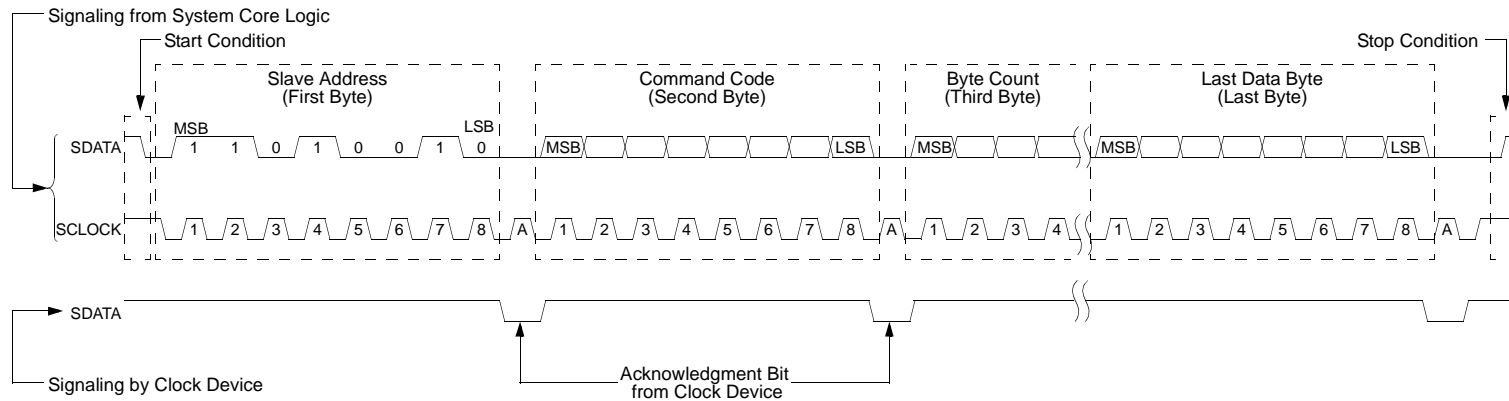 Signaling from System Core Logic
Start Condition
Stop Condition
Slave Address
(First Byte)
Command Code
(Second Byte)
Byte Count
(Third Byte)
Last Data Byte
(Last Byte)
MSB LSB
SDATA 1 1 0 1 0 0 1 0 MSB LSB MSB MSB LSB
SCLOCK 1 2 3 4 5 6 7 8 A 1 2 3 4 5 6 7 8 A 1 2 3 4 1 2 3 4 5 6 7 8 A
SDATA
Signaling by Clock Device
Acknowledgment Bit
from Clock Device